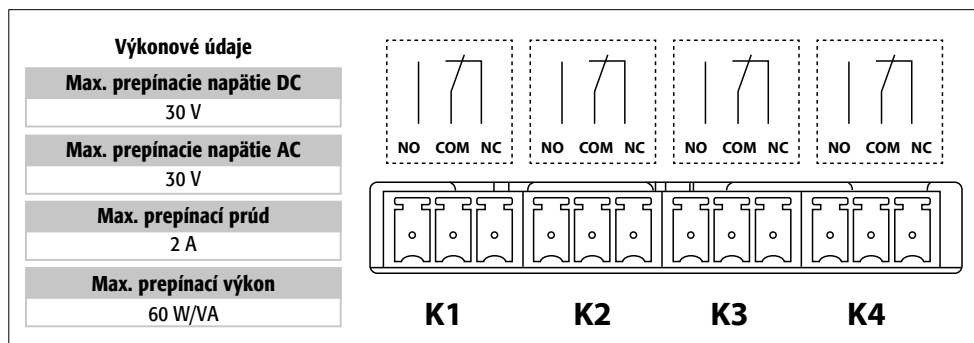 Výkonové údaje
Max. prepínacie napätie DC
30 V
Max. prepínacie napätie AC
30 V
Max. prepínací prúd
2 A
Max. prepínací výkon
60 W/VA
NO COM NC NO COM NC NO COM NC NO COM NC
K1 K2 K3 K4